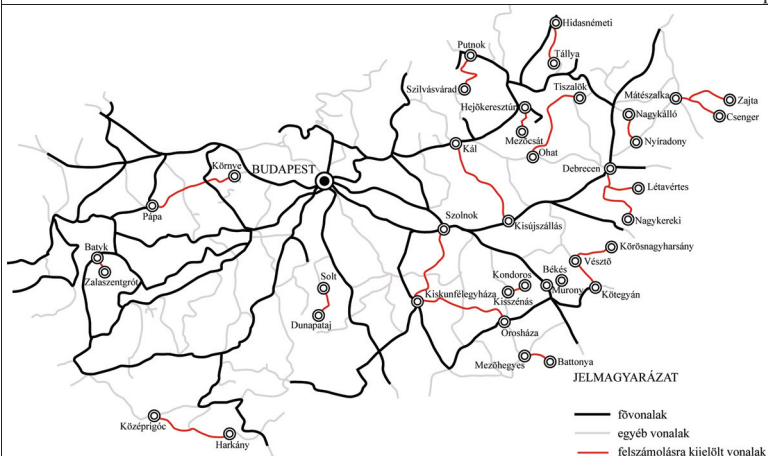 Hidasnémeti
Putnok
Tállya
Szilvásvárad
Tiszalök
Mátészalka
Zajta
Hejőkeresztúr
Nagykálló
Csenger
Mezőcsát
Nyíradony
Kál
Ohat
Környe
BUDAPEST
Debrecen
Létavértes
Pápa
Szolnok
Kisújszállás
Nagykereki
Batyk
Körösnagyharsány
Vésztő
Zalaszentgrót
Solt
Kondoros
Békés
Kiskunfélegyháza
Kisszénás
Murony
Kötegyán
Dunapataj
Orosháza
Mezőhegyes
Battonya
JELMAGYARÁZAT
fővonalak
Középrigóc
egyéb vonalak
Harkány
felszámolásra kijelölt vonalak